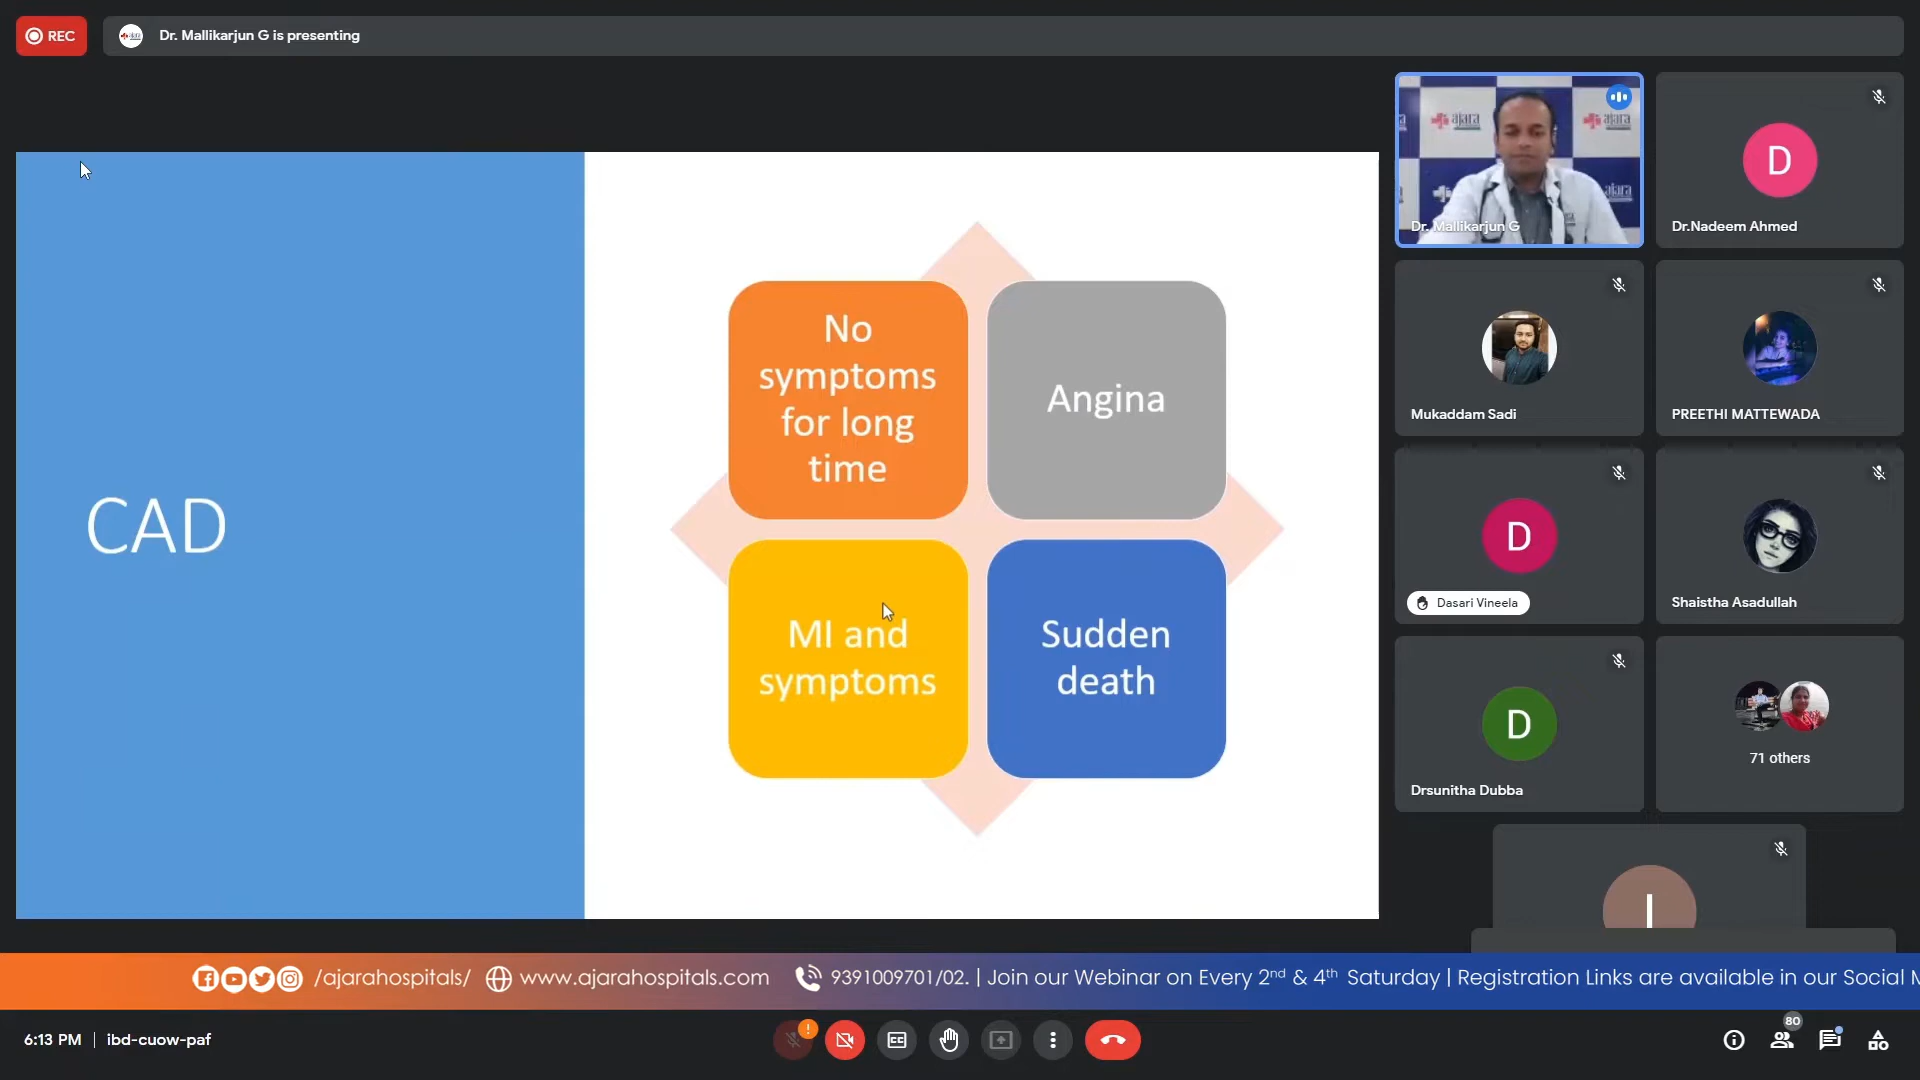 REC
Dr. Mallikarjun G is presenting
CAD
No
symptoms
for long
time
Angina
MI and
symptoms
Sudden
death
ajara
ajara
ajara
Dr. Mallikarjun G
D
Dr.Nadeem Ahmed
Mukaddam Sadi
PREETHI MATTEWADA
D
Dasari Vineela
Shaistha Asadullah
D
Drsunitha Dubba
71 others
/ajarahospitals/ www.ajarahospitals.com 9391009701/02. | Join our Webinar on Every 2nd & 4th Saturday | Registration Links are available in our Social M
6:13 PM | ibd-cuow-paf
80